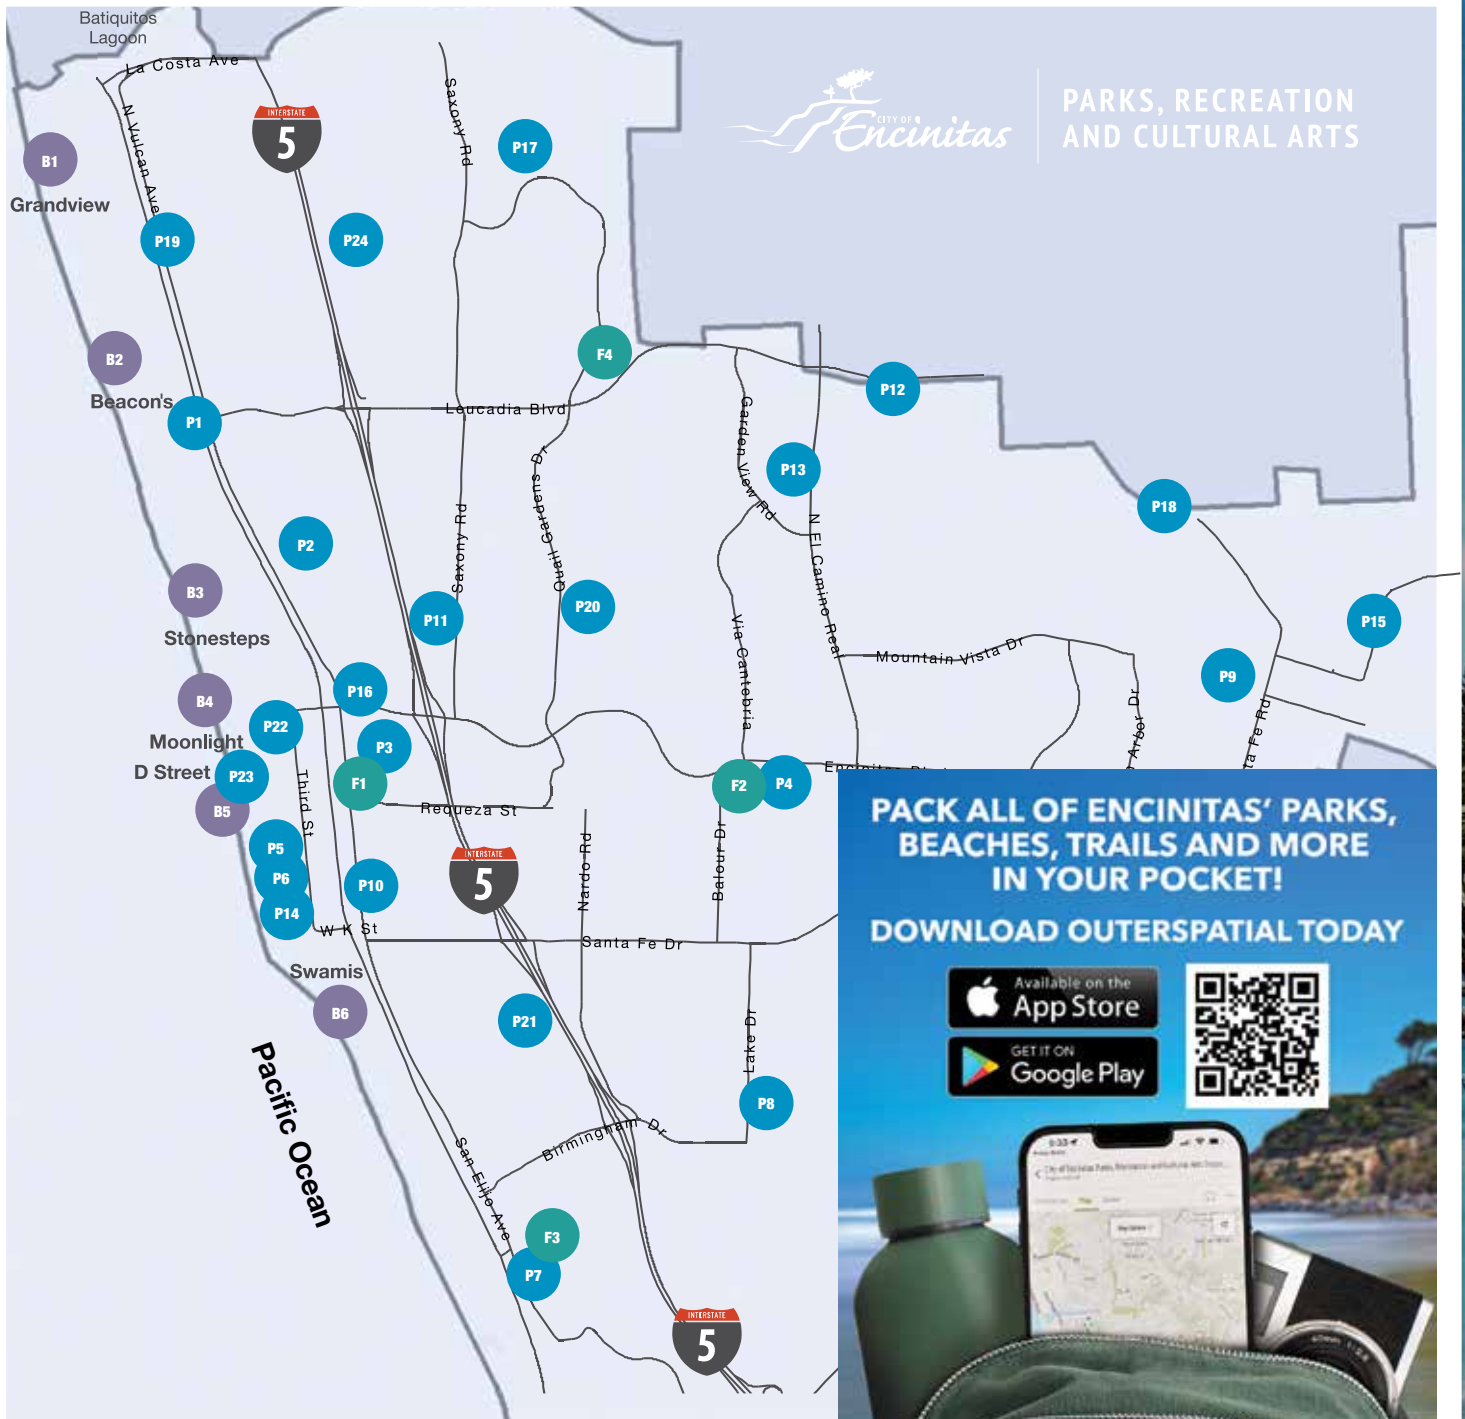 Batiquitos
Lagoon
La Costa Ave
N Vulcan Ave
INTERSTATE
5
Saxony Rd
P17
CITY OF
Encinitas
PARKS, RECREATION
AND CULTURAL ARTS
B1
Grandview
P19
P24
B2
Beacon's
F4
P12
P1
Leucadia Blvd
Garden View Rd
P13
Quail Gardens Dr
P18
P2
Saxony Rd
N El Camino Real
B3
Stonesteps
P11
P20
Via Cantebria
P15
Mountain Vista Dr
P9
P16
B4
Moonlight
P22
P3
Arbor Dr
ta Fe Rd
D Street
P23
F1
F2
P4
B5
Third St
Requeza St
P5
P6
P14
P10
INTERSTATE
5
Nardo Rd
Balour Dr
W K St
Santa Fe Dr
Swamis
B6
P21
Lake Dr
P8
Pacific Ocean
Birmingham Dr
San Elijo Ave
F3
P7
INTERSTATE
5
PACK ALL OF ENCINITAS‘ PARKS,
BEACHES, TRAILS AND MORE
IN YOUR POCKET!
DOWNLOAD OUTERSPATIAL TODAY
Available on the
App Store
GET IT ON
Google Play